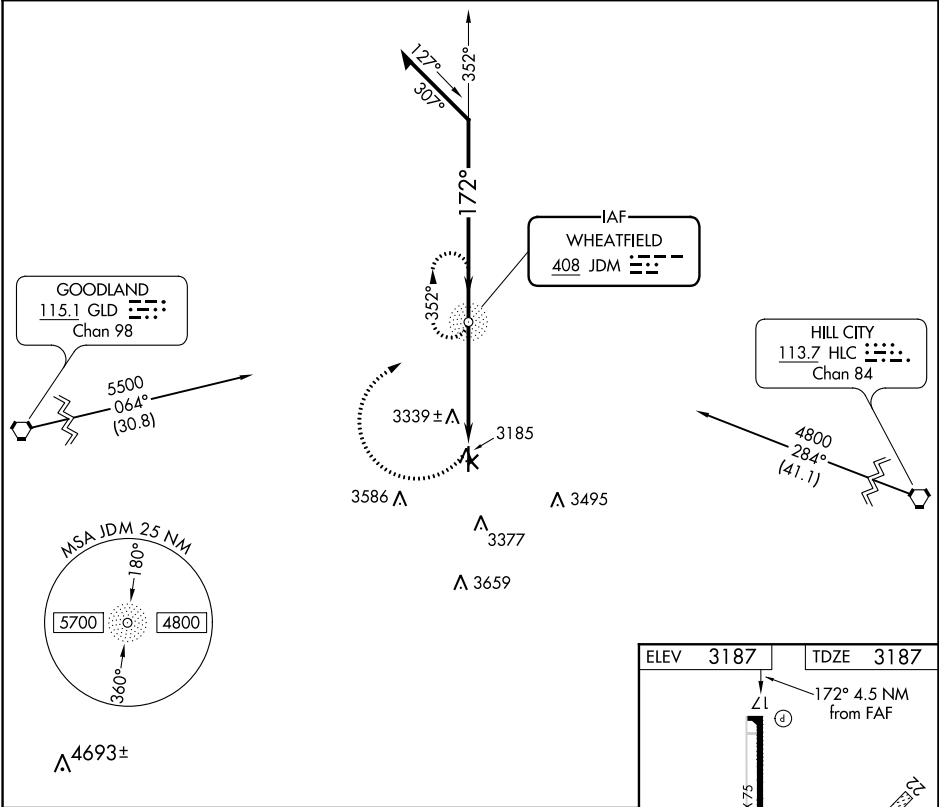 127°
307°
352°
172°
IAF
WHEATFIELD
408 JDM
352°
GOODLAND
115.1 GLD
Chan 98
5500
064°
(30.8)
HILL CITY
113.7 HLC
Chan 84
4800
284°
(41.1)
3339±
3185
3586
3495
3377
3659
MSA JDM 25 NM
180°
5700
4800
360°
4693±
ELEV 3187
TDZE 3187
172° 4.5 NM
from FAF
17
P
22